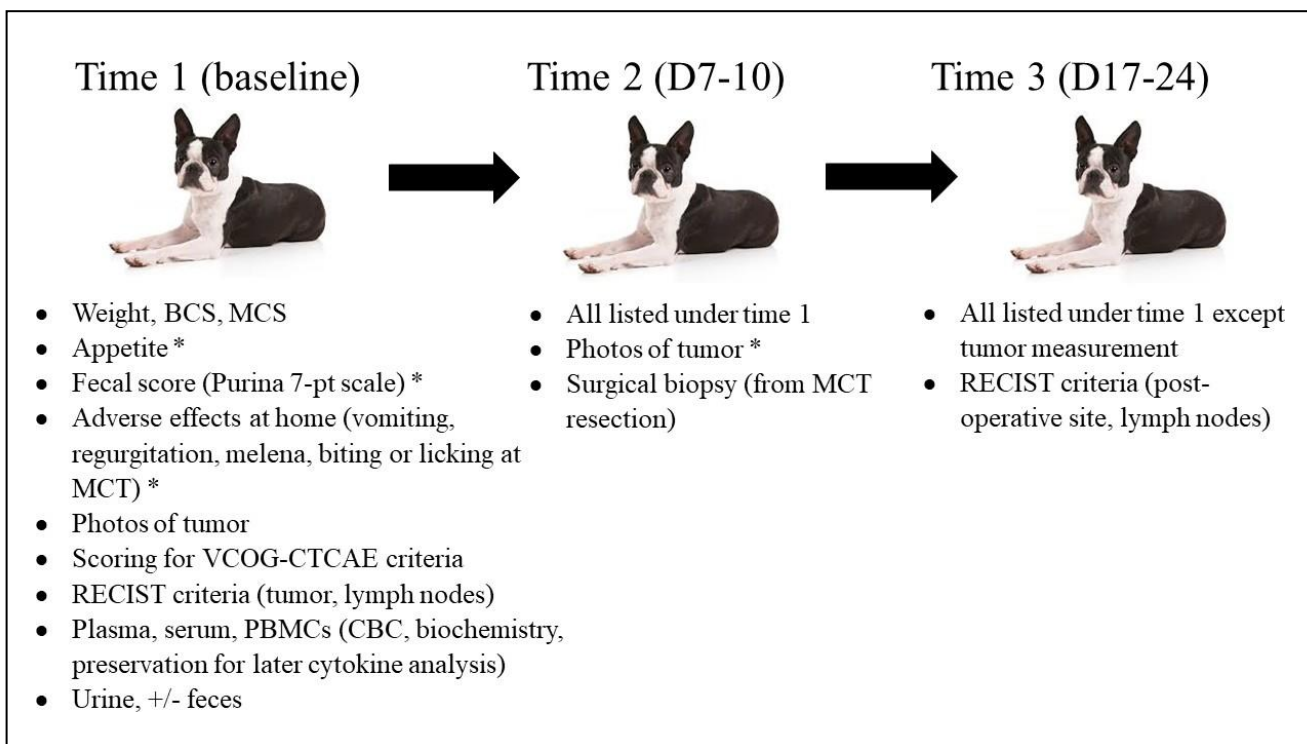 Time 1 (baseline)
Time 2 (D7-10)
Time 3 (D17-24)
● Weight, BCS, MCS
● Appetite *
● Fecal score (Purina 7-pt scale) *
● Adverse effects at home (vomiting,
regurgitation, melena, biting or licking at
MCT) *
● Photos of tumor
● Scoring for VCOG-CTCAE criteria
● RECIST criteria (tumor, lymph nodes)
● Plasma, serum, PBMCs (CBC, biochemistry,
preservation for later cytokine analysis)
● Urine, +/- feces
● All listed under time 1
● Photos of tumor *
● Surgical biopsy (from MCT
resection)
● All listed under time 1 except
tumor measurement
● RECIST criteria (post-
operative site, lymph nodes)